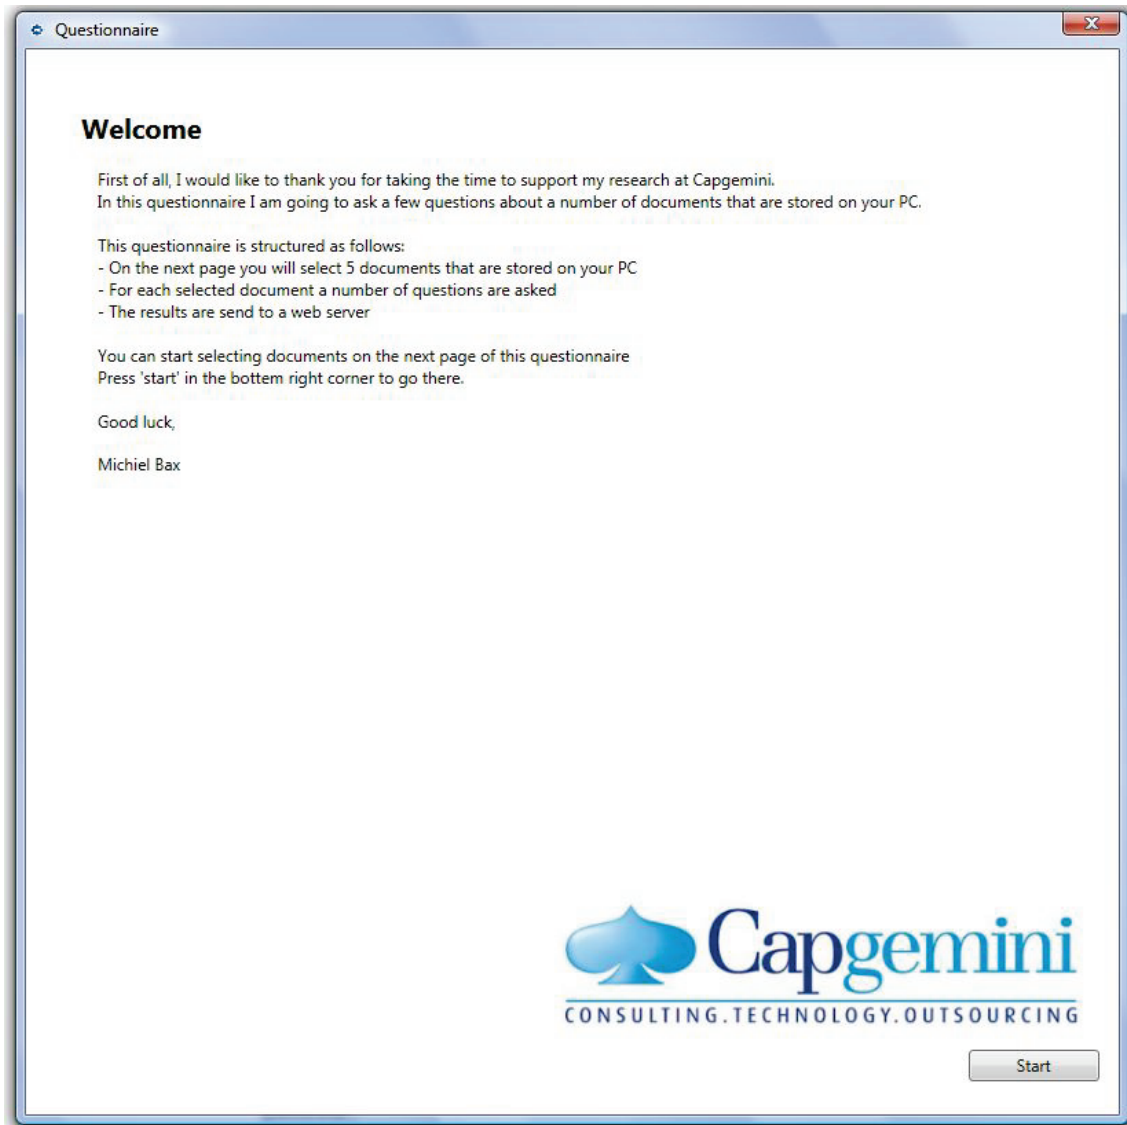 Questionnaire
Welcome
First of all, I would like to thank you for taking the time to support my research at Capgemini.
In this questionnaire I am going to ask a few questions about a number of documents that are stored on your PC.
This questionnaire is structured as follows:
- On the next page you will select 5 documents that are stored on your PC
- For each selected document a number of questions are asked
- The results are send to a web server
You can start selecting documents on the next page of this questionnaire
Press 'start' in the bottem right corner to go there.
Good luck,
Michiel Bax
Capgemini
CONSULTING.TECHNOLOGY.OUTSOURCING
Start